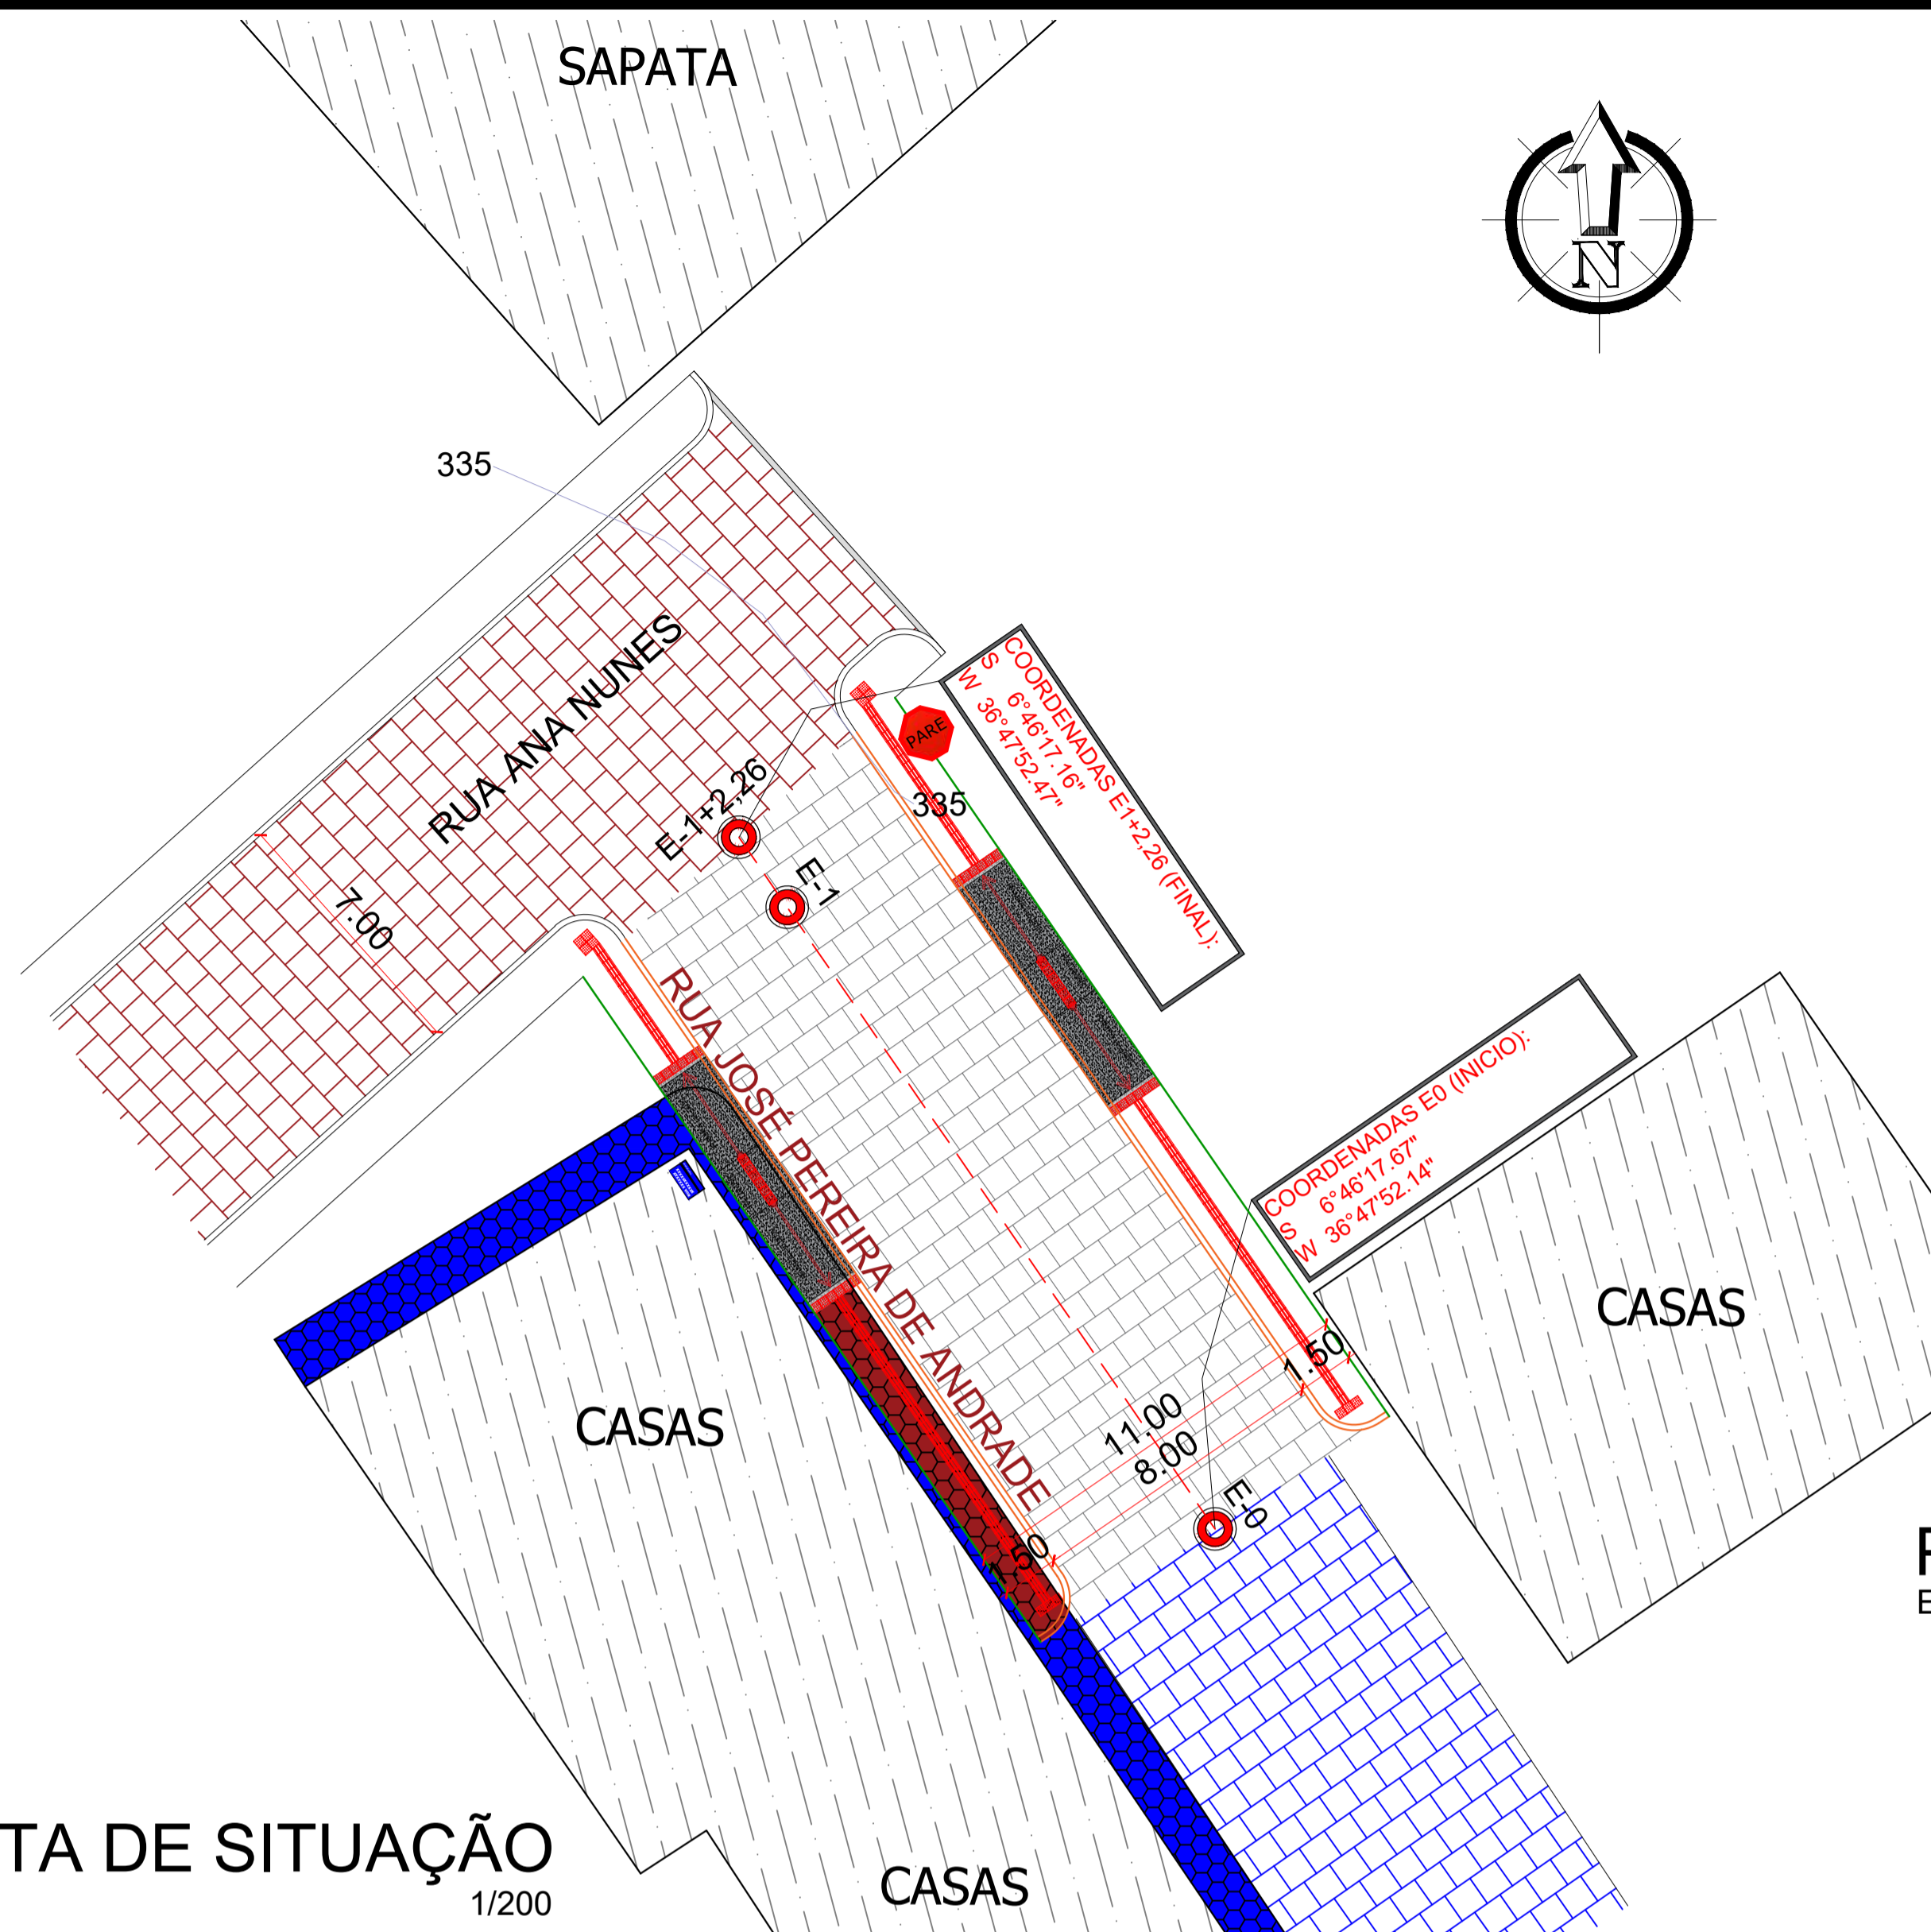 SAPATA
N
335
RUA ANA NUNES
COORDENADAS E1+2,26 (FINAL):
S 6°46'17.16"
W 36°47'52.47"
PARE
335
E-1+2,26
E-1
7.00
RUA JOSÉ PEREIRA DE ANDRADE
COORDENADAS E0 (INICIO):
S 6°46'17.67"
W 36°47'52.14"
CASAS
1.50
11.00
8.00
E-0
CASAS
TA DE SITUAÇÃO
1/200
CASAS